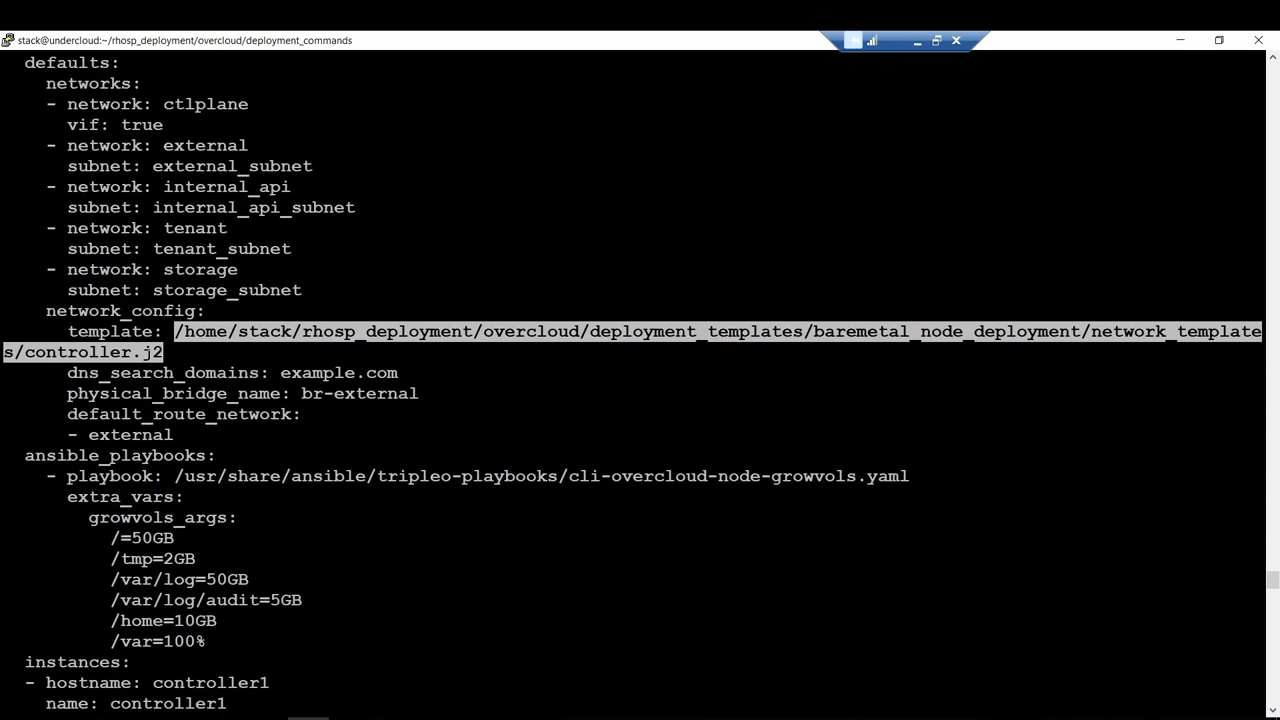 stack@undercloud:~/rhosp_deployment/overcloud/deployment_commands
defaults:
networks:
- network: ctlplane
vif: true
- network: external
subnet: external_subnet
- network: internal_api
subnet: internal_api_subnet
- network: tenant
subnet: tenant_subnet
- network: storage
subnet: storage_subnet
network_config:
template: /home/stack/rhosp_deployment/overcloud/deployment_templates/baremetal_node_deployment/network_template
s/controller.j2
dns_search_domains: example.com
physical_bridge_name: br-external
default_route_network:
- external
ansible_playbooks:
- playbook: /usr/share/ansible/tripleo-playbooks/cli-overcloud-node-growvols.yaml
extra_vars:
growvols_args:
/=50GB
/tmp=2GB
/var/log=50GB
/var/log/audit=5GB
/home=10GB
/var=100%
instances:
- hostname: controller1
name: controller1